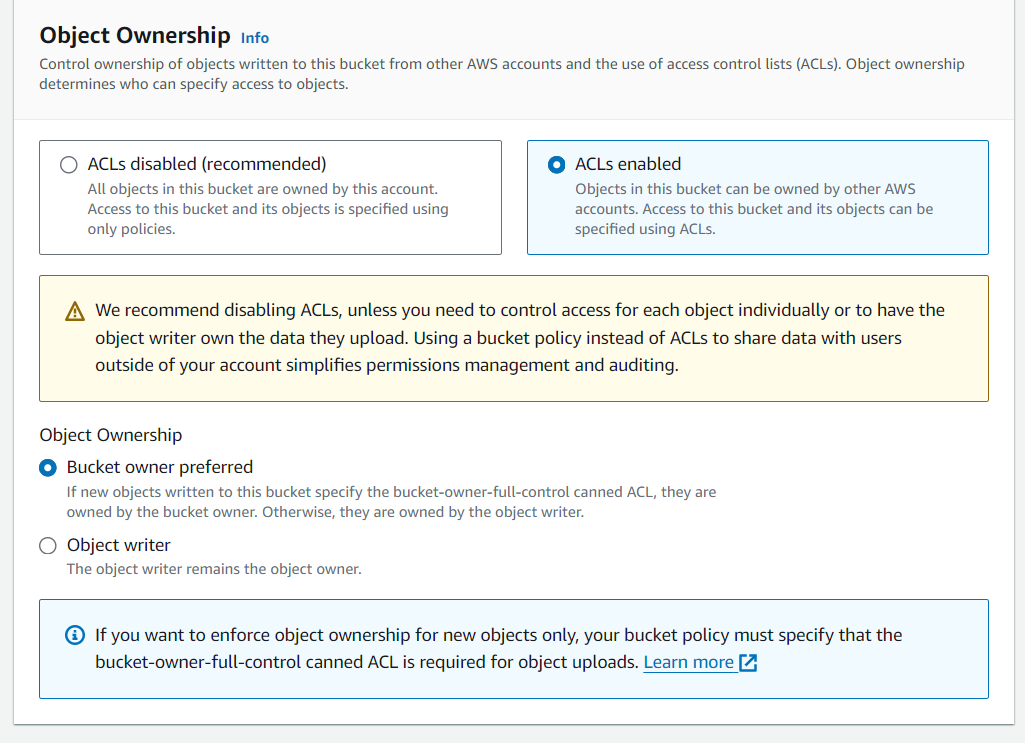 Object Ownership Info
Control ownership of objects written to this bucket from other AWS accounts and the use of access control lists (ACLs). Object ownership
determines who can specify access to objects.
ACLs disabled (recommended)
All objects in this bucket are owned by this account.
Access to this bucket and its objects is specified using
only policies.
ACLs enabled
Objects in this bucket can be owned by other AWS
accounts. Access to this bucket and its objects can be
specified using ACLs.
We recommend disabling ACLs, unless you need to control access for each object individually or to have the
object writer own the data they upload. Using a bucket policy instead of ACLs to share data with users
outside of your account simplifies permissions management and auditing.
Object Ownership
Bucket owner preferred
If new objects written to this bucket specify the bucket-owner-full-control canned ACL, they are
owned by the bucket owner. Otherwise, they are owned by the object writer.
Object writer
The object writer remains the object owner.
If you want to enforce object ownership for new objects only, your bucket policy must specify that the
bucket-owner-full-control canned ACL is required for object uploads. Learn more